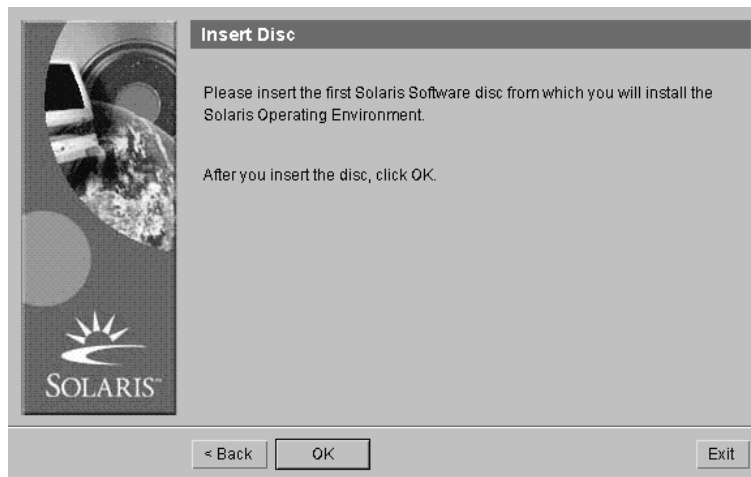 Insert Disc
Please insert the first Solaris Software disc from which you will install the
Solaris Operating Environment.
After you insert the disc, click OK.
SOLARIS™
< Back
OK
Exit